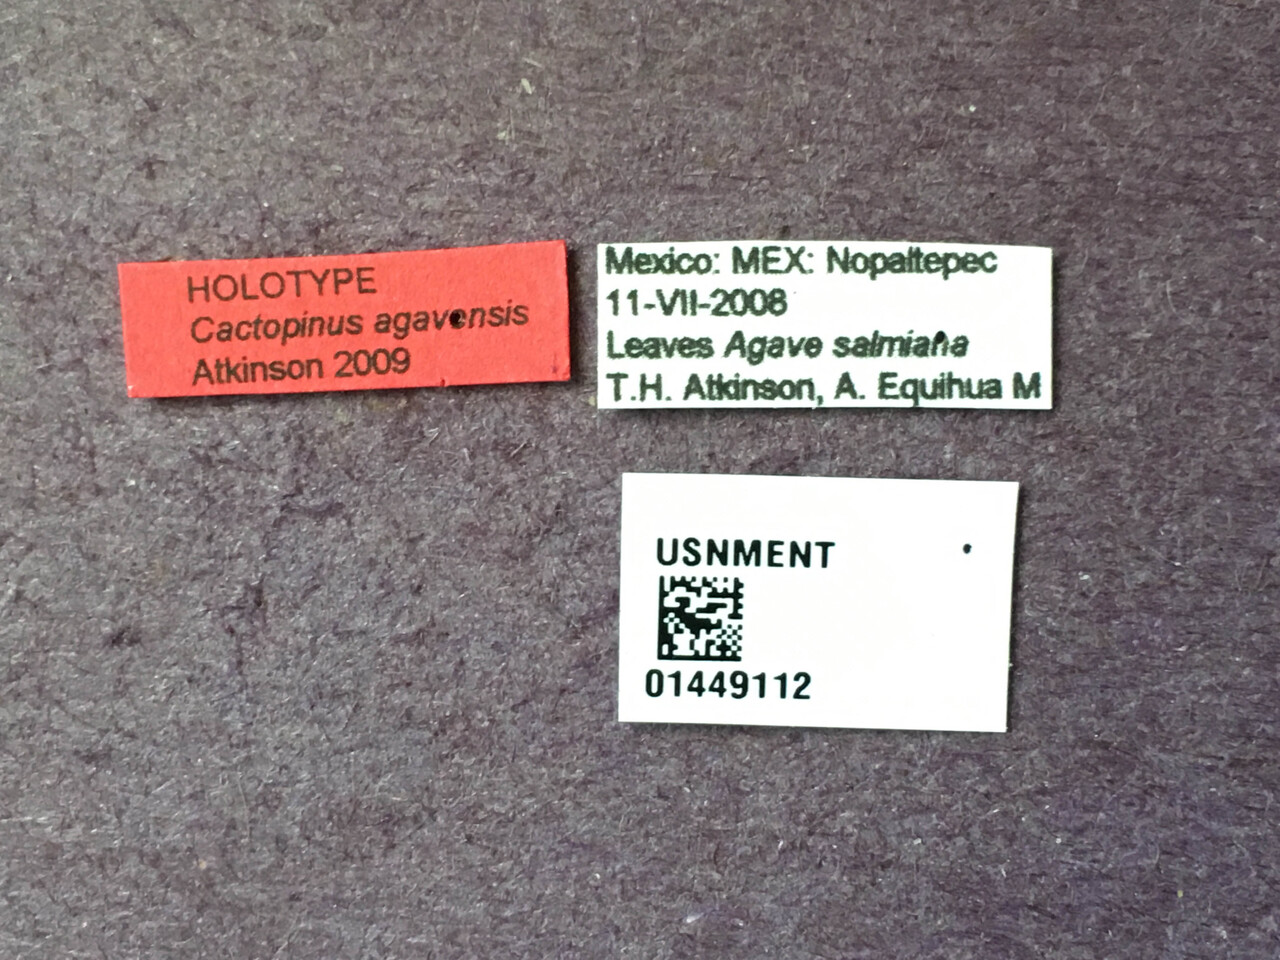 HOLOTYPE
Cactopinus agavensis
Atkinson 2009
Mexico: MEX: Nopaltepec
11-VII-2008
Leaves Agave salmiana
T.H. Atkinson, A. Equihua M
USNMENT
01449112